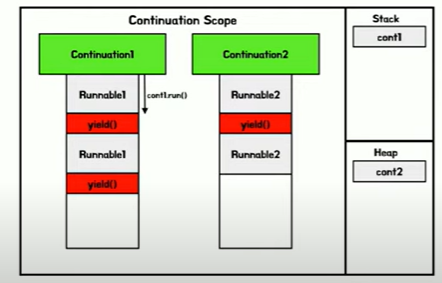 Continuation Scope
Continuation1
Runnable1
cont1.run()
yield()
Runnable1
yield()
Continuation2
Runnable2
yield()
Runnable2
Stack
cont1
Heap
cont2